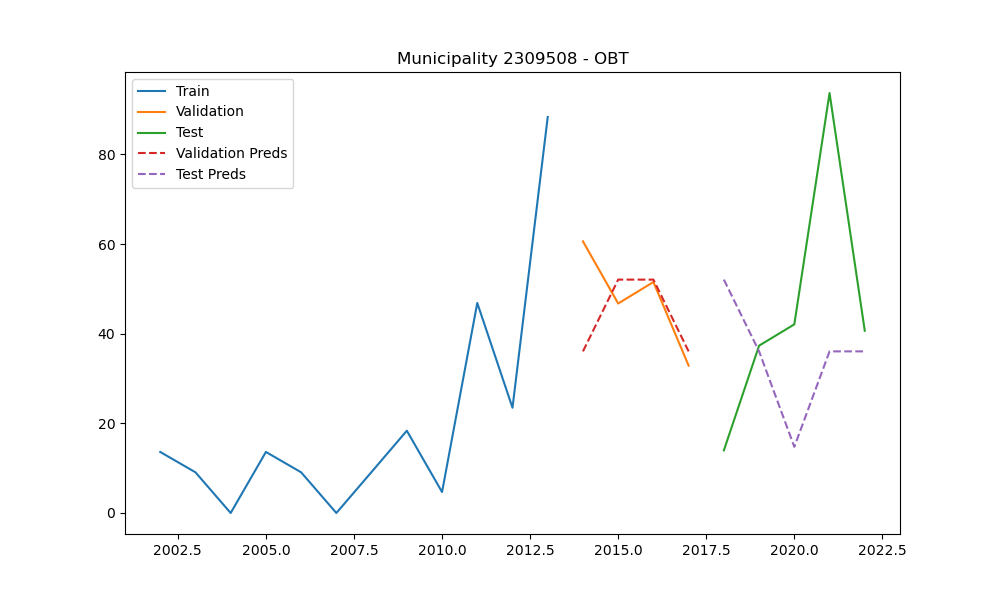 Municipality 2309508 - OBT
Train
Validation
Test
Validation Preds
Test Preds
80
60
40
20
0
2002.5 2005.0 2007.5 2010.0 2012.5 2015.0 2017.5 2020.0 2022.5